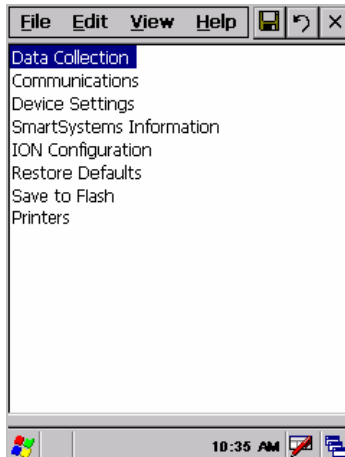 File Edit View Help
Data Collection
Communications
Device Settings
SmartSystems Information
ION Configuration
Restore Defaults
Save to Flash
Printers
10:35 AM